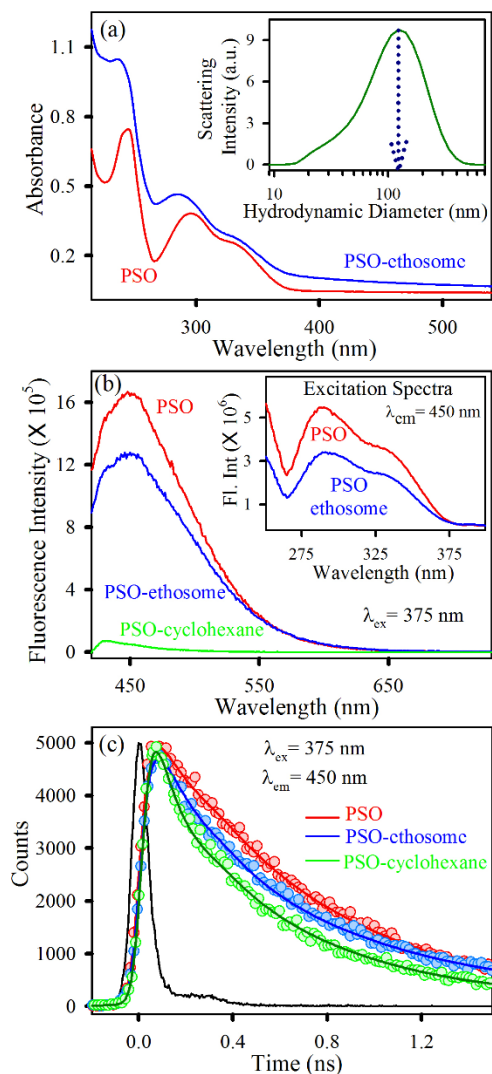 (a)
1.1
0.8
0.5
0.2
Absorbance
PSO
PSO-cthosomc
300
400
500
Wavelength (nm)
9
6
3
0
Scattering
Intensity (a.u.)
10
100
Hydrodynamic Diameter (nm)
(b)
16
12
8
4
0
Fluorescence Intensity (X 10⁵)
PSO
PSO-ethosome
PSO-cyclohexane
λex= 375 nm
450
550
650
Wavelength (nm)
Excitation Spectra
λem= 450 nm
5
3
1
Fl. Int (X 10⁶)
PSO
PSO
ethosome
275
325
375
Wavelength (nm)
(c)
5000
4000
3000
2000
1000
0
Counts
λex= 375 nm
λem= 450 nm
PSO
PSO-cthosomc
PSO-cyclohexane
0.0
0.4
0.8
1.2
Time (ns)